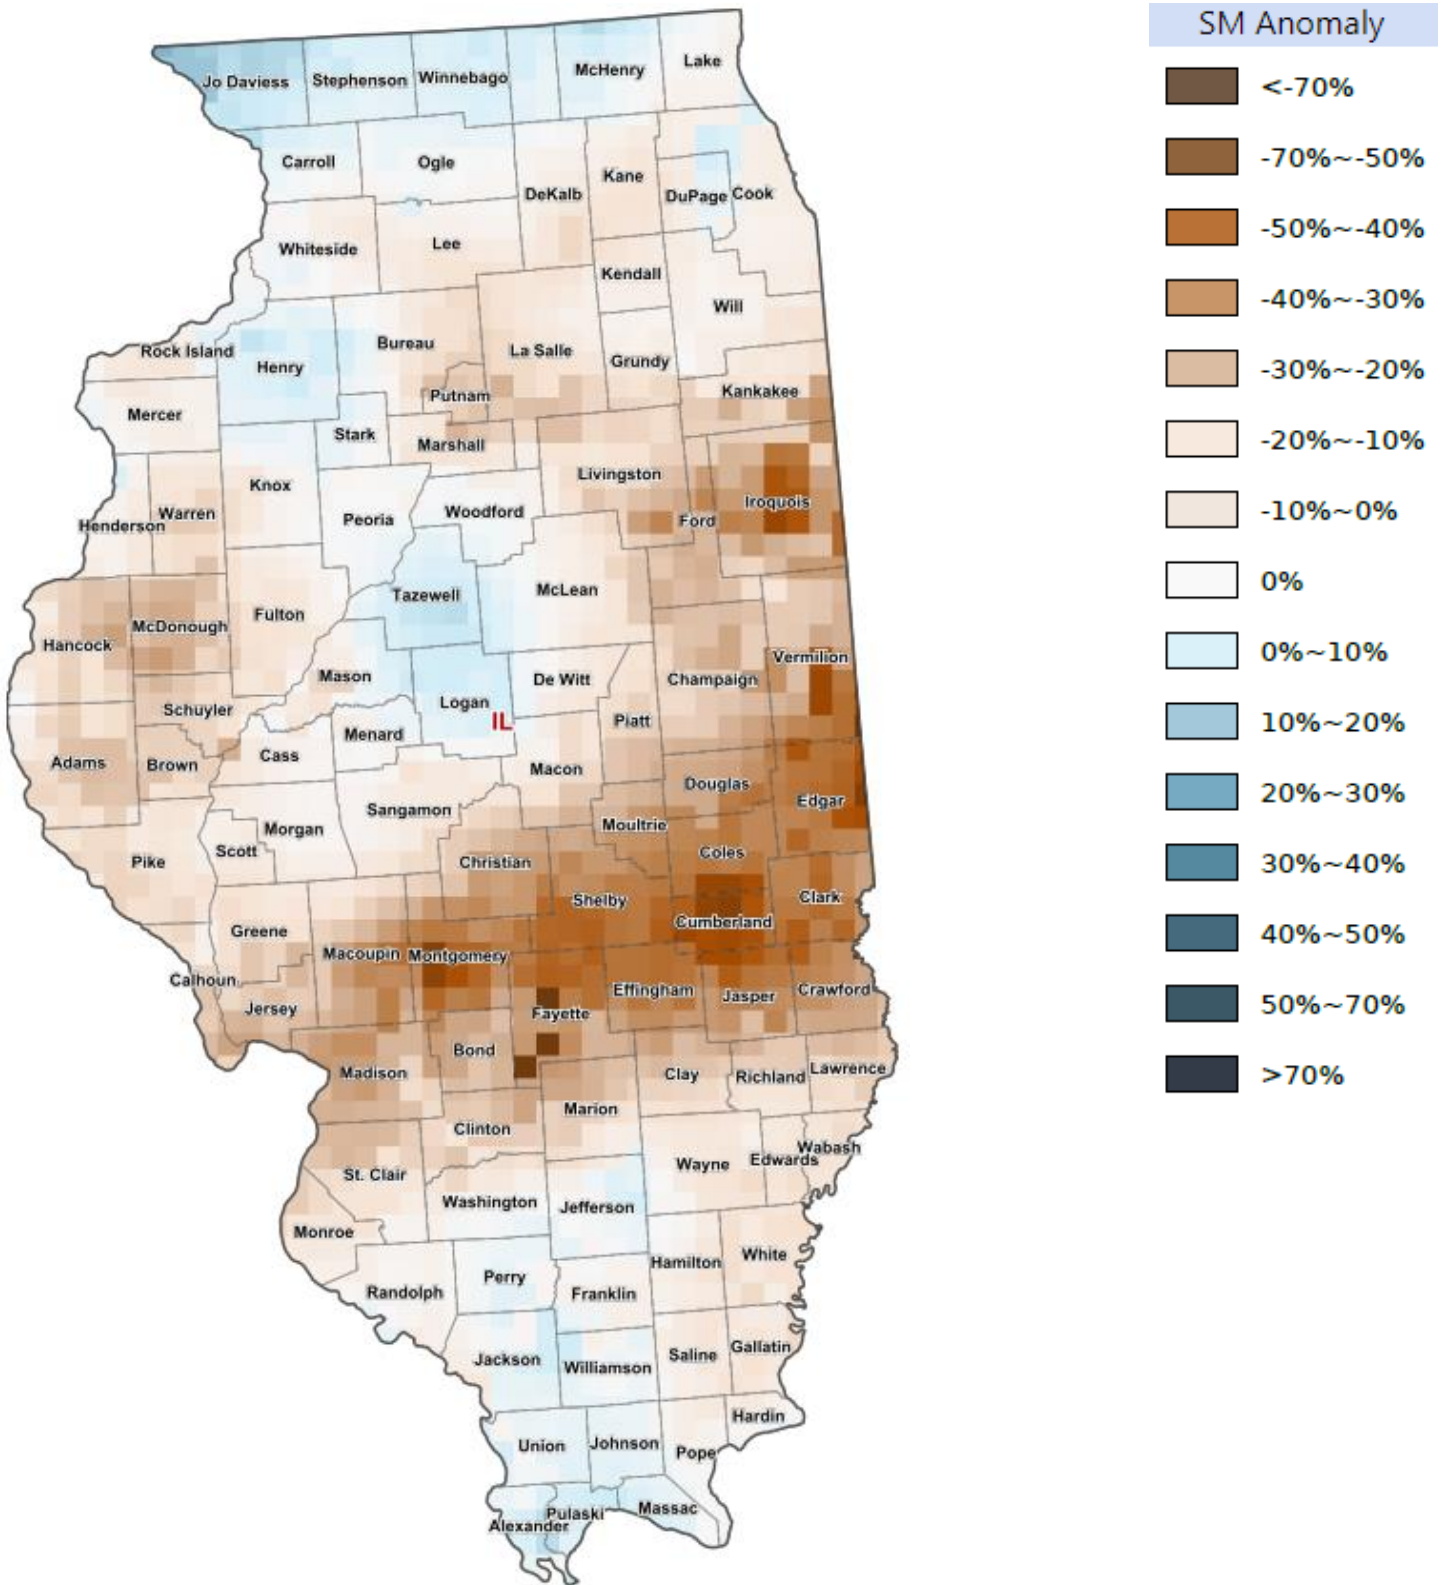 SM Anomaly
<-70%
-70%~-50%
-50%~-40%
-40%~-30%
-30%~-20%
-20%~-10%
-10%~0%
0%
0%~10%
10%~20%
20%~30%
30%~40%
40%~50%
50%~70%
>70%
Jo Daviess
Stephenson
Winnebago
McHenry
Lake
Carroll
Ogle
DeKalb
Kane
DuPage
Cook
Whiteside
Lee
Kendall
Will
Rock Island
Henry
Bureau
La Salle
Grundy
Mercer
Putnam
Kankakee
Stark
Marshall
Knox
Livingston
Iroquois
Henderson
Warren
Peoria
Woodford
Ford
Hancock
McDonough
Fulton
Tazewell
McLean
Mason
Logan
IL
De Witt
Champaign
Vermilion
Schuyler
Menard
Piatt
Adams
Brown
Cass
Macon
Douglas
Edgar
Sangamon
Morgan
Moultrie
Pike
Scott
Christian
Coles
Shelby
Clark
Greene
Cumberland
Macoupin
Montgomery
Calhoun
Jersey
Fayette
Effingham
Jasper
Crawford
Bond
Madison
Clay
Richland
Lawrence
Marion
Clinton
St. Clair
Wayne
Edwards
Wabash
Washington
Jefferson
Monroe
Hamilton
White
Randolph
Perry
Franklin
Jackson
Williamson
Saline
Gallatin
Hardin
Union
Johnson
Pope
Alexander
Pulaski
Massac